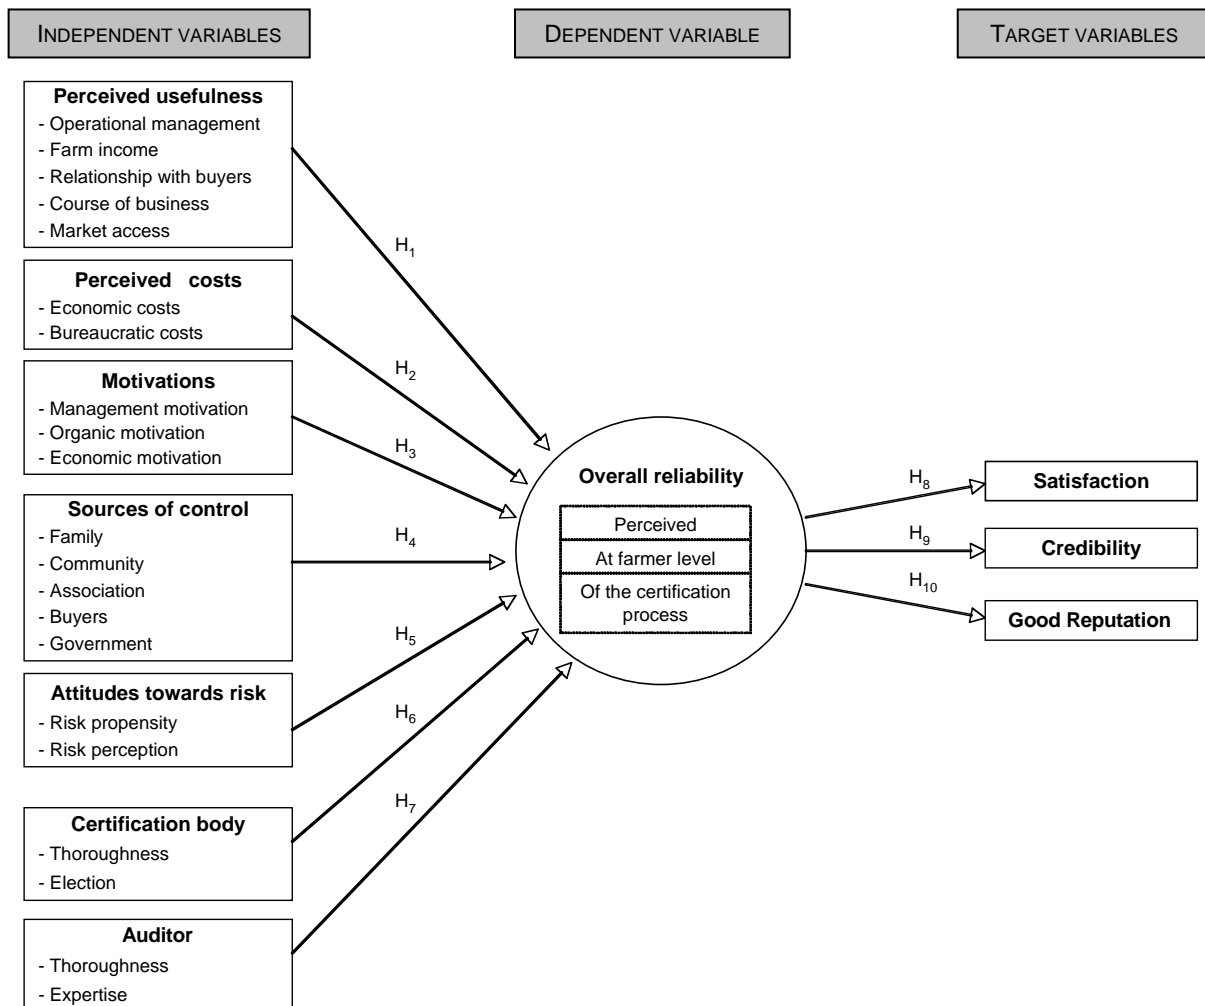 INDEPENDENT VARIABLES
DEPENDENT VARIABLE
TARGET VARIABLES
Perceived usefulness
- Operational management
- Farm income
- Relationship with buyers
- Course of business
- Market access
H1
Perceived costs
- Economic costs
- Bureaucratic costs
H2
Motivations
- Management motivation
- Organic motivation
- Economic motivation
H3
Sources of control
- Family
- Community
- Association
- Buyers
- Government
H4
Attitudes towards risk
- Risk propensity
- Risk perception
H5
Certification body
- Thoroughness
- Election
H6
Auditor
- Thoroughness
- Expertise
H7
Overall reliability
Perceived
At farmer level
Of the certification
process
H8
Satisfaction
H9
Credibility
H10
Good Reputation